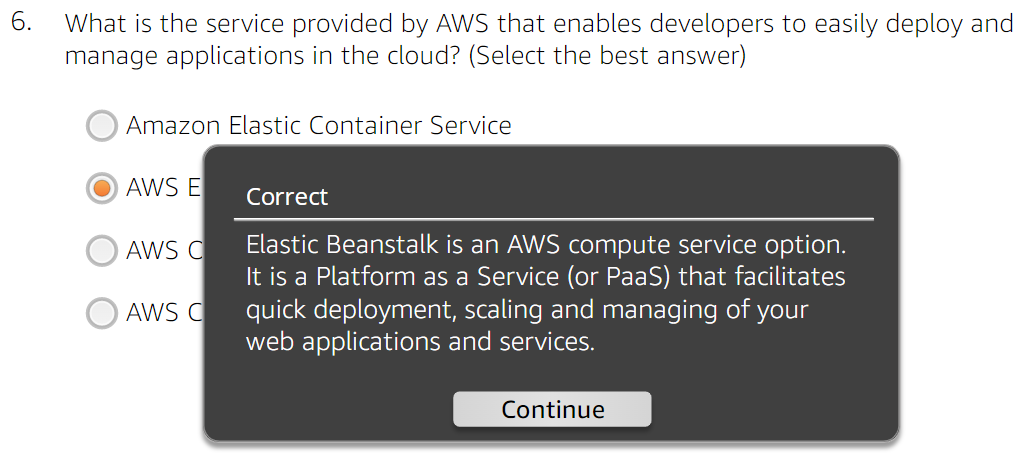 6. What is the service provided by AWS that enables developers to easily deploy and
manage applications in the cloud? (Select the best answer)
Amazon Elastic Container Service
AWS E
AWS C
AWS C
Correct
Elastic Beanstalk is an AWS compute service option.
It is a Platform as a Service (or PaaS) that facilitates
quick deployment, scaling and managing of your
web applications and services.
Continue